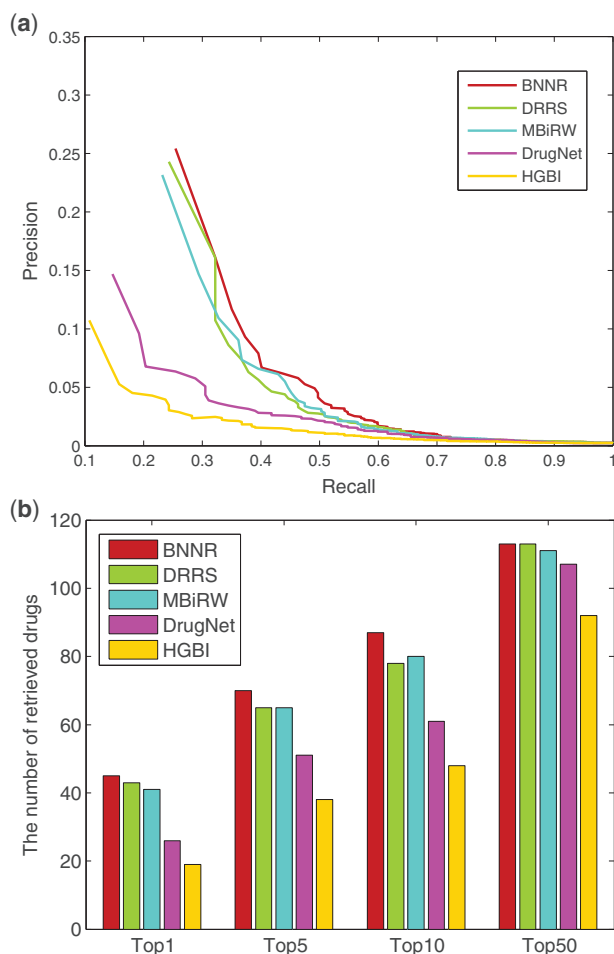 (a)
0.35
0.3
0.25
0.2
0.15
0.1
0.05
0
Precision
BNNR
DRRS
MBiRW
DrugNet
HGBI
0.1 0.2 0.3 0.4 0.5 0.6 0.7 0.8 0.9 1
Recall
(b)
120
100
80
60
40
20
0
The number of retrieved drugs
BNNR
DRRS
MBiRW
DrugNet
HGBI
Top1 Top5 Top10 Top50